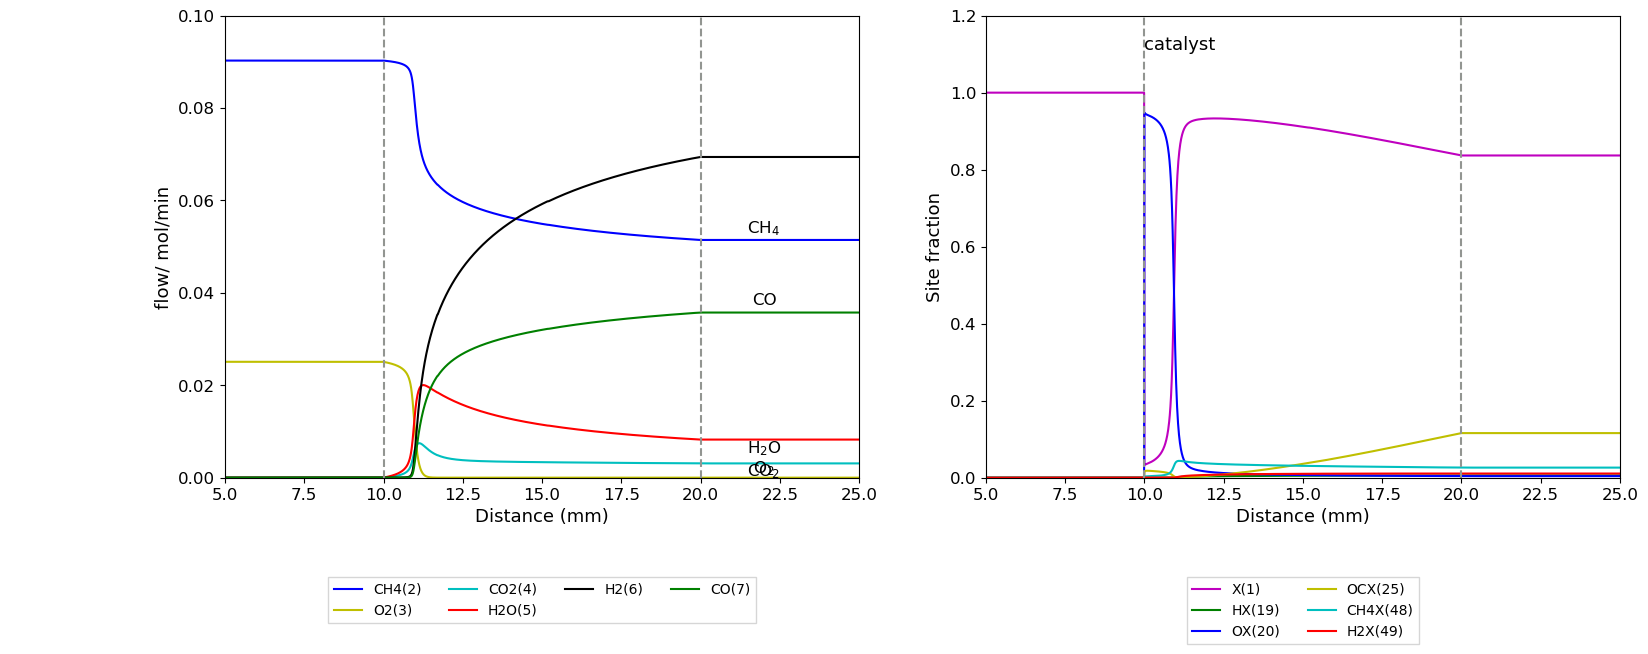 0.10
0.08
0.06
0.04
0.02
0.00
flow/ mol/min
CH₄
CO
H₂O
O₂
CO₂
5.0 7.5 10.0 12.5 15.0 17.5 20.0 22.5 25.0
Distance (mm)
CH4(2) CO2(4) H2(6) CO(7)
O2(3) H2O(5)
1.2
1.0
0.8
0.6
0.4
0.2
0.0
Site fraction
catalyst
5.0 7.5 10.0 12.5 15.0 17.5 20.0 22.5 25.0
Distance (mm)
X(1) OCX(25)
HX(19) CH4X(48)
OX(20) H2X(49)